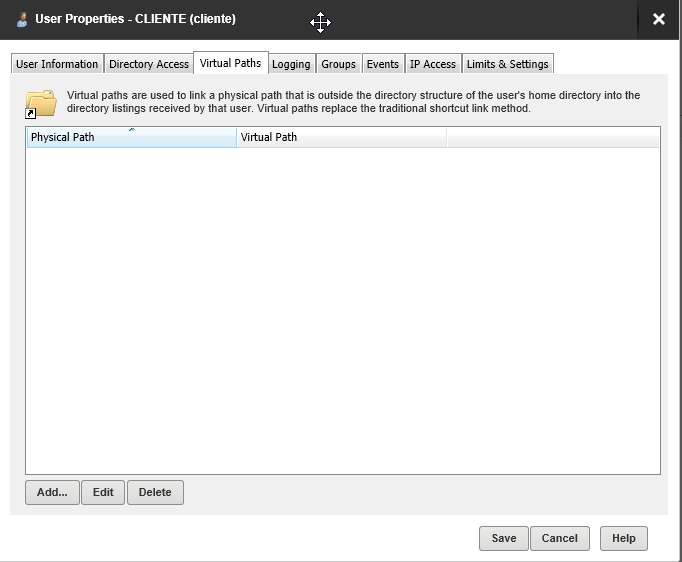 User Properties - CLIENTE (cliente)
User Information Directory Access Virtual Paths Logging Groups Events IP Access Limits & Settings
Virtual paths are used to link a physical path that is outside the directory structure of the user's home directory into the
directory listings received by that user. Virtual paths replace the traditional shortcut link method.
Physical Path Virtual Path
Add... Edit Delete
Save Cancel Help